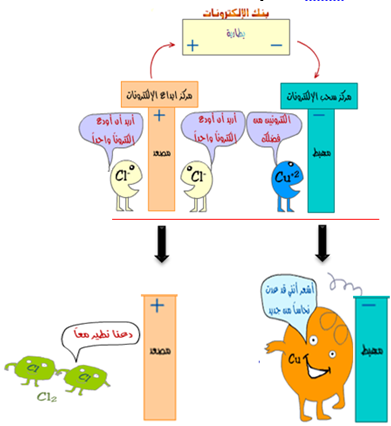 بنك الإلكترونات
بطارية
+ −
مركز ايداع الإلكترونات
مركز سحب الإلكترونات
+
مصعد
−
مهبط
أريد أن أودع
إلكتروناً واحداً
Cl⁻
أريد أن أودع
إلكتروناً واحداً
Cl⁻
إلكترونين من
فضلك
Cu⁺²
+
مصعد
دعنا نطير معاً
Cl
Cl
Cl₂
−
مهبط
أشعر أنني قد عدت
نحاساً من جديد
Cu